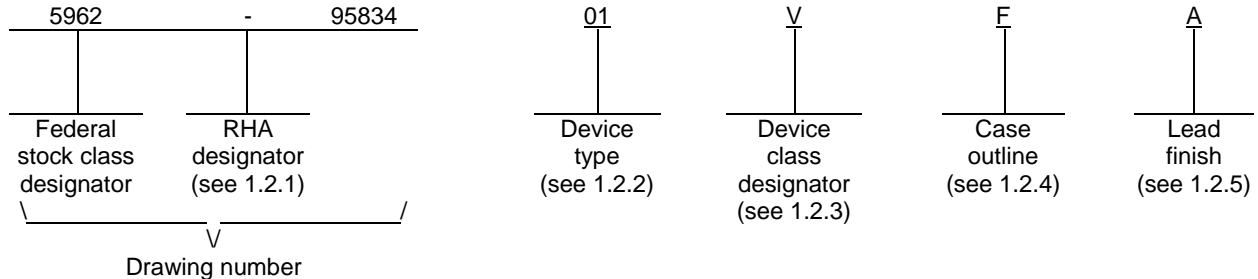 5962 - 95834 01 V F A
Federal stock class designator
RHA designator (see 1.2.1)
Device type (see 1.2.2)
Device class designator (see 1.2.3)
Case outline (see 1.2.4)
Lead finish (see 1.2.5)
\ /
\/
Drawing number